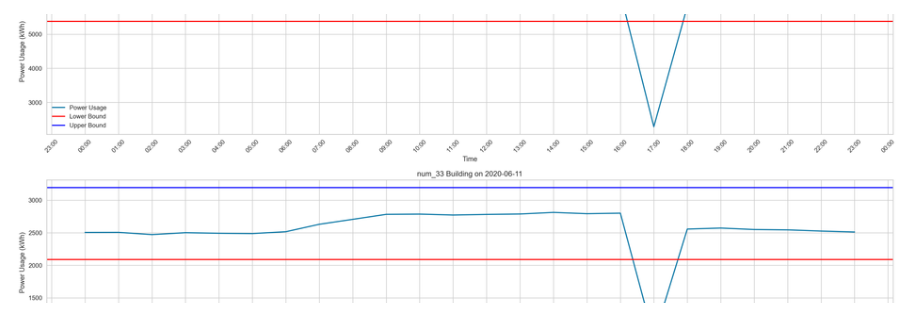 5000
4000
3000
Power Usage (kWh)
Power Usage
Lower Bound
Upper Bound
23:00 00:00 01:00 02:00 03:00 04:00 05:00 06:00 07:00 08:00 09:00 10:00 11:00 12:00 13:00 14:00 15:00 16:00 17:00 18:00 19:00 20:00 21:00 22:00 23:00 00:00
Time
num_33 Building on 2020-06-11
3000
2500
2000
1500
Power Usage (kWh)